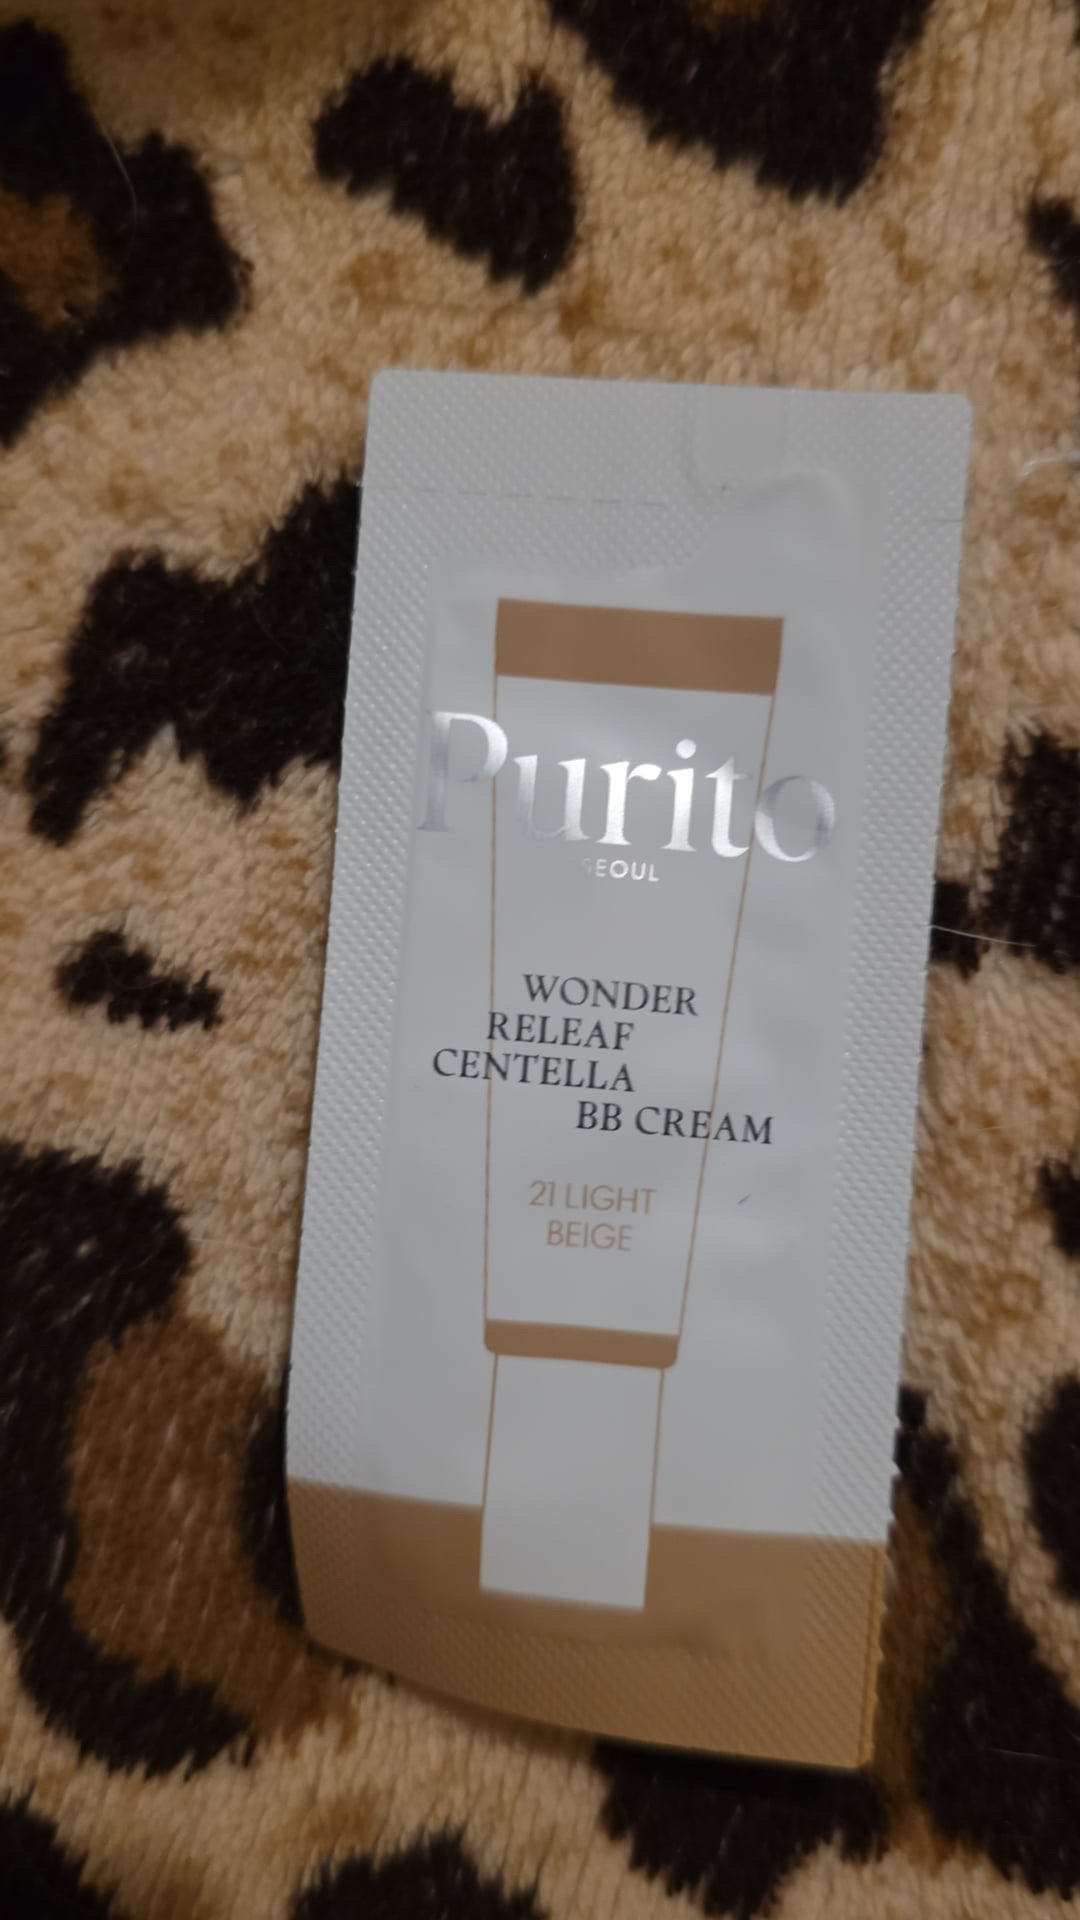 Purito
SEOUL
WONDER
RELEAF
CENTELLA
BB CREAM
21 LIGHT
BEIGE